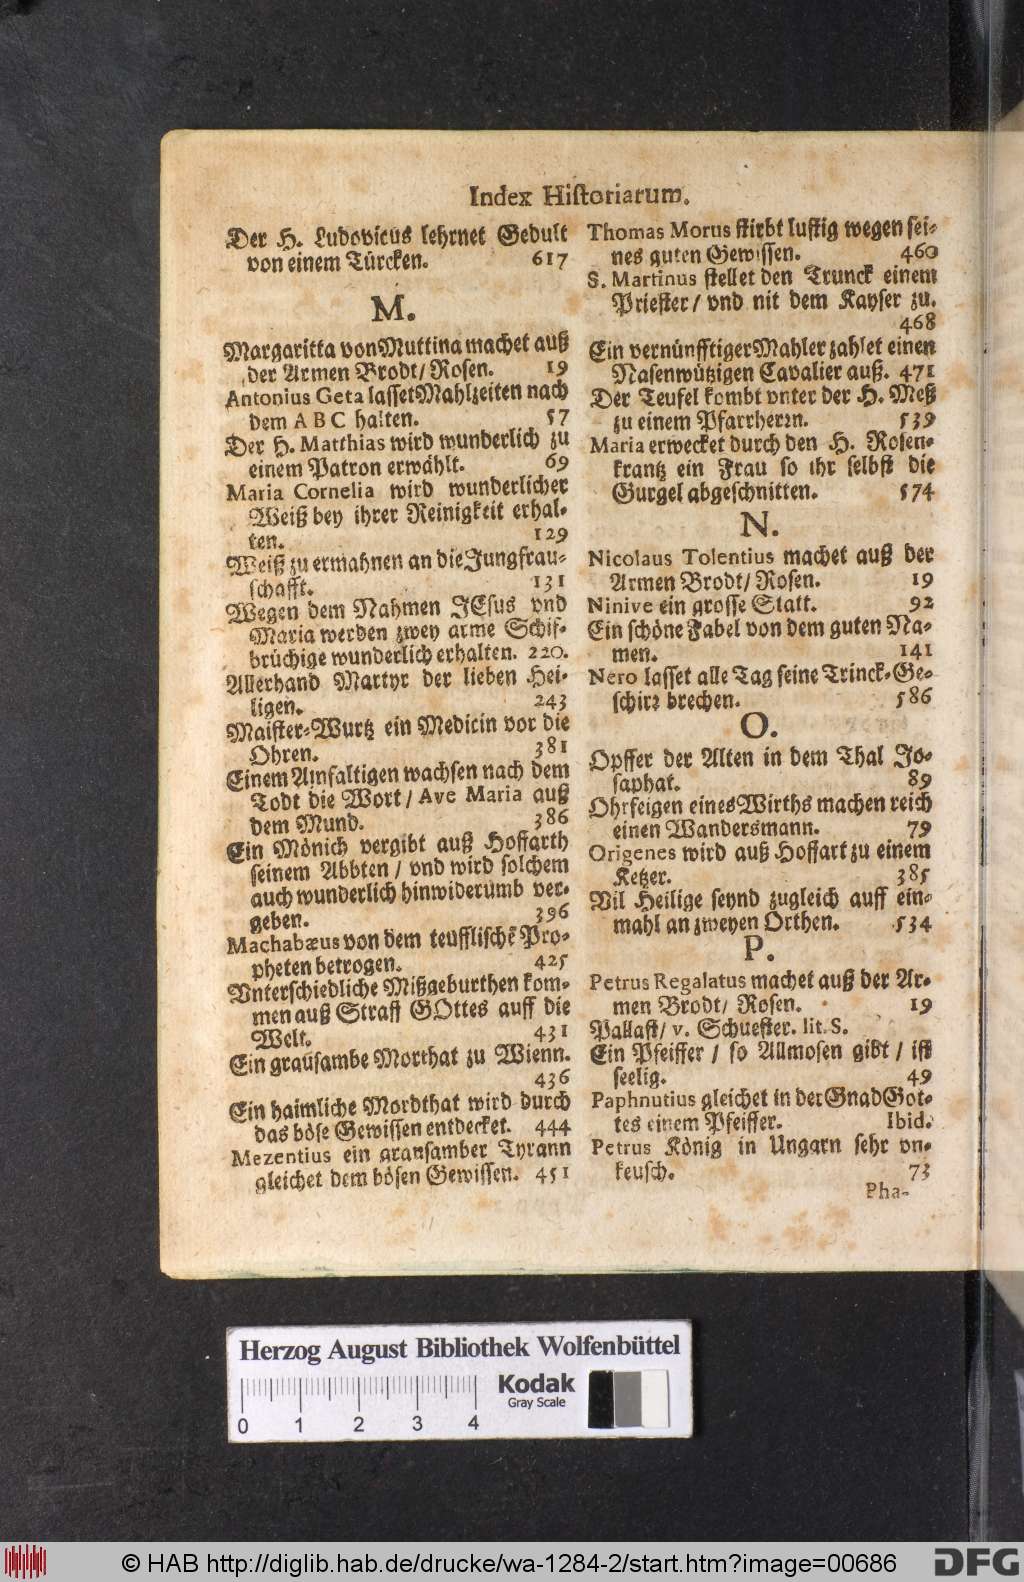 Index Historiarum.
Der H. Ludovicus lehrnet Gedult
von einem Türcken. 617
M.
Margaritta von Muttina machet auß
der Armen Brodt/ Rosen. 19
Antonius Geta lasset Mahlzeiten nach
dem A B C halten. 57
Der H. Matthias wird wunderlich zu
einem Patron erwählt. 69
Maria Cornelia wird wunderlicher
Weiß bey ihrer Reinigkeit erhal-
ten. 129
Weiß zu ermahnen an die Jungfrau-
schafft. 131
Wegen dem Nahmen JEsus vnd
Maria werden zwey arme Schif-
brüchige wunderlich erhalten. 220.
Allerhand Martyr der lieben Hei-
ligen. 243
Maister-Wurtz ein Medicin vor die
Ohren. 381
Einem Ainfaltigen wachsen nach dem
Todt die Wort/ Ave Maria auß
dem Mund. 386
Ein Mönich vergibt auß Hoffarth
seinem Abbten / vnd wird solchem
auch wunderlich hinwiderumb ver-
geben. 396
Machabæus von dem teufflischē Pro-
pheten betrogen. 425
Vnterschiedliche Mißgeburthen kom-
men auß Straff GOttes auff die
Welt. 431
Ein grausambe Morthat zu Wienn.
436
Ein haimliche Mordthat wird durch
das böse Gewissen entdecket. 444
Mezentius ein grausamber Tyrann
gleichet dem bösen Gewissen. 451
Thomas Morus stirbt lustig wegen sei-
nes guten Gewissen. 460
S. Martinus stellet den Trunck einem
Priester / vnd nit dem Kayser zu.
468
Ein vernünfftiger Mahler zahlet einen
Nasenwützigen Cavalier auß. 471
Der Teufel kombt vnter der H. Meß
zu einem Pfarrherrn. 539
Maria erwecket durch den H. Rosen-
krantz ein Frau so ihr selbst die
Gurgel abgeschnitten. 574
N.
Nicolaus Tolentius machet auß der
Armen Brodt/ Rosen. 19
Ninive ein grosse Statt. 92
Ein schöne Fabel von dem guten Na-
men. 141
Nero lasset alle Tag seine Trinck-Ge-
schirr brechen. 586
O.
Opffer der Alten in dem Thal Jo-
saphat. 89
Ohrfeigen eines Wirths machen reich
einen Wandersmann. 79
Origenes wird auß Hoffart zu einem
Ketzer. 385
Vil Heilige seynd zugleich auff ein-
mahl an zweyen Orthen. 534
P.
Petrus Regalatus machet auß der Ar-
men Brodt/ Rosen. 19
Pallast/ v. Schuester. lit. S.
Ein Pfeiffer / so Allmosen gibt / ist
seelig. 49
Paphnutius gleichet in der Gnad Got-
tes einem Pfeiffer. Ibid.
Petrus König in Ungarn sehr vn-
keusch. 73
Pha-
Herzog August Bibliothek Wolfenbüttel
Kodak
Gray Scale
0 1 2 3 4
© HAB http://diglib.hab.de/drucke/wa-1284-2/start.htm?image=00686
DFG